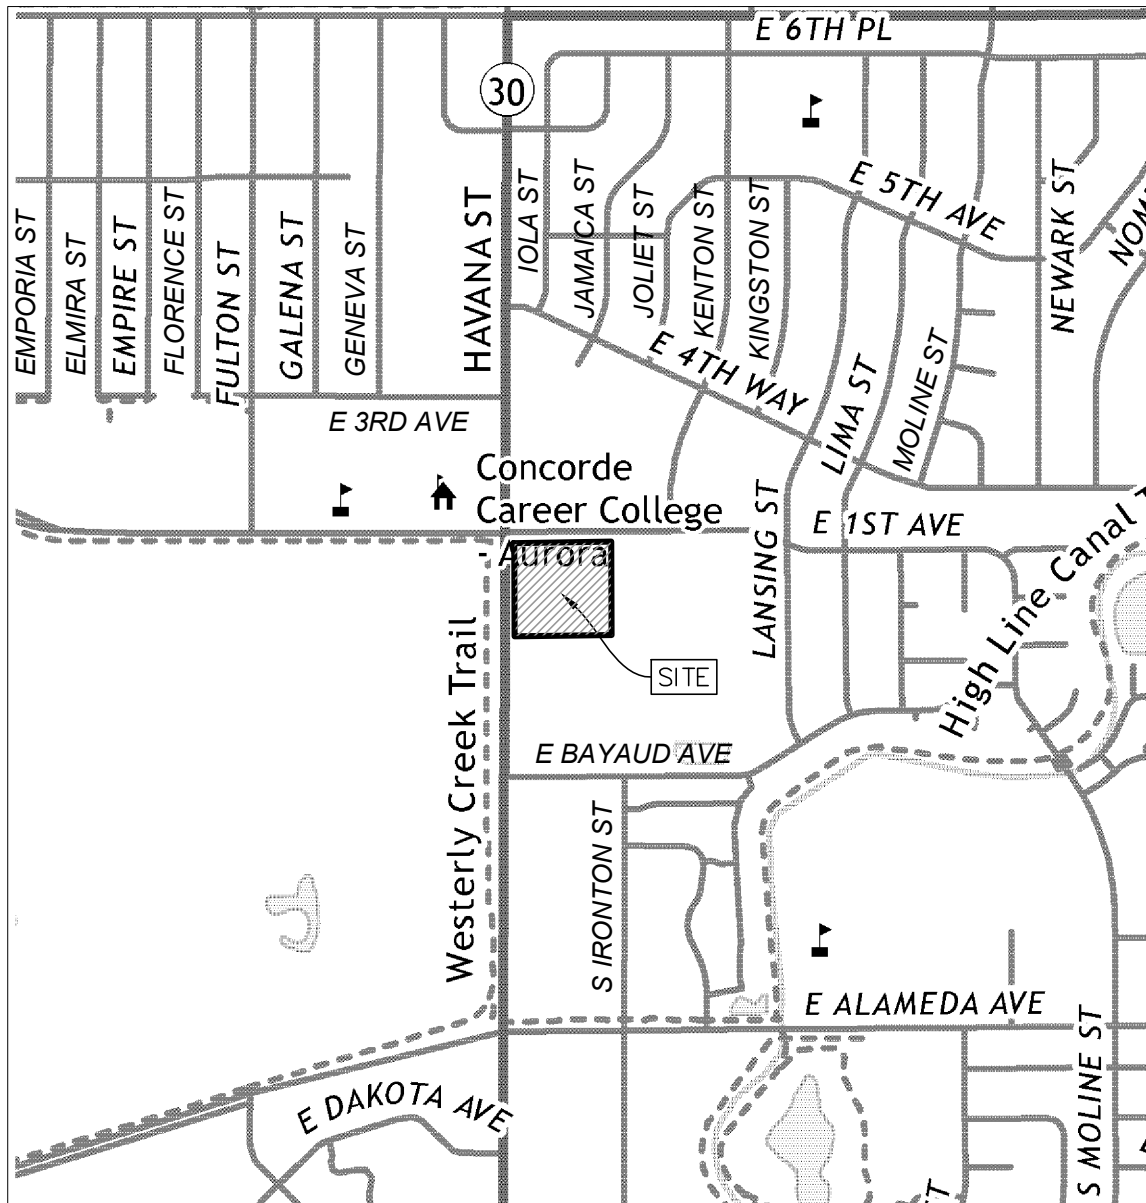 E 6TH PL
30
E 5TH AVE
EMPORIA ST
ELMIRA ST
EMPIRE ST
FLORENCE ST
FULTON ST
GALENA ST
GENEVA ST
HAVANA ST
IOLA ST
JAMAICA ST
JOLIET ST
KENTON ST
KINGSTON ST
NEWARK ST
E 4TH WAY
LIMA ST
MOLINE ST
E 3RD AVE
Concorde
Career College
- Aurora
LANSING ST
E 1ST AVE
High Line Canal
SITE
Westerly Creek Trail
E BAYAUD AVE
S IRONTON ST
E ALAMEDA AVE
E DAKOTA AVE
S MOLINE ST